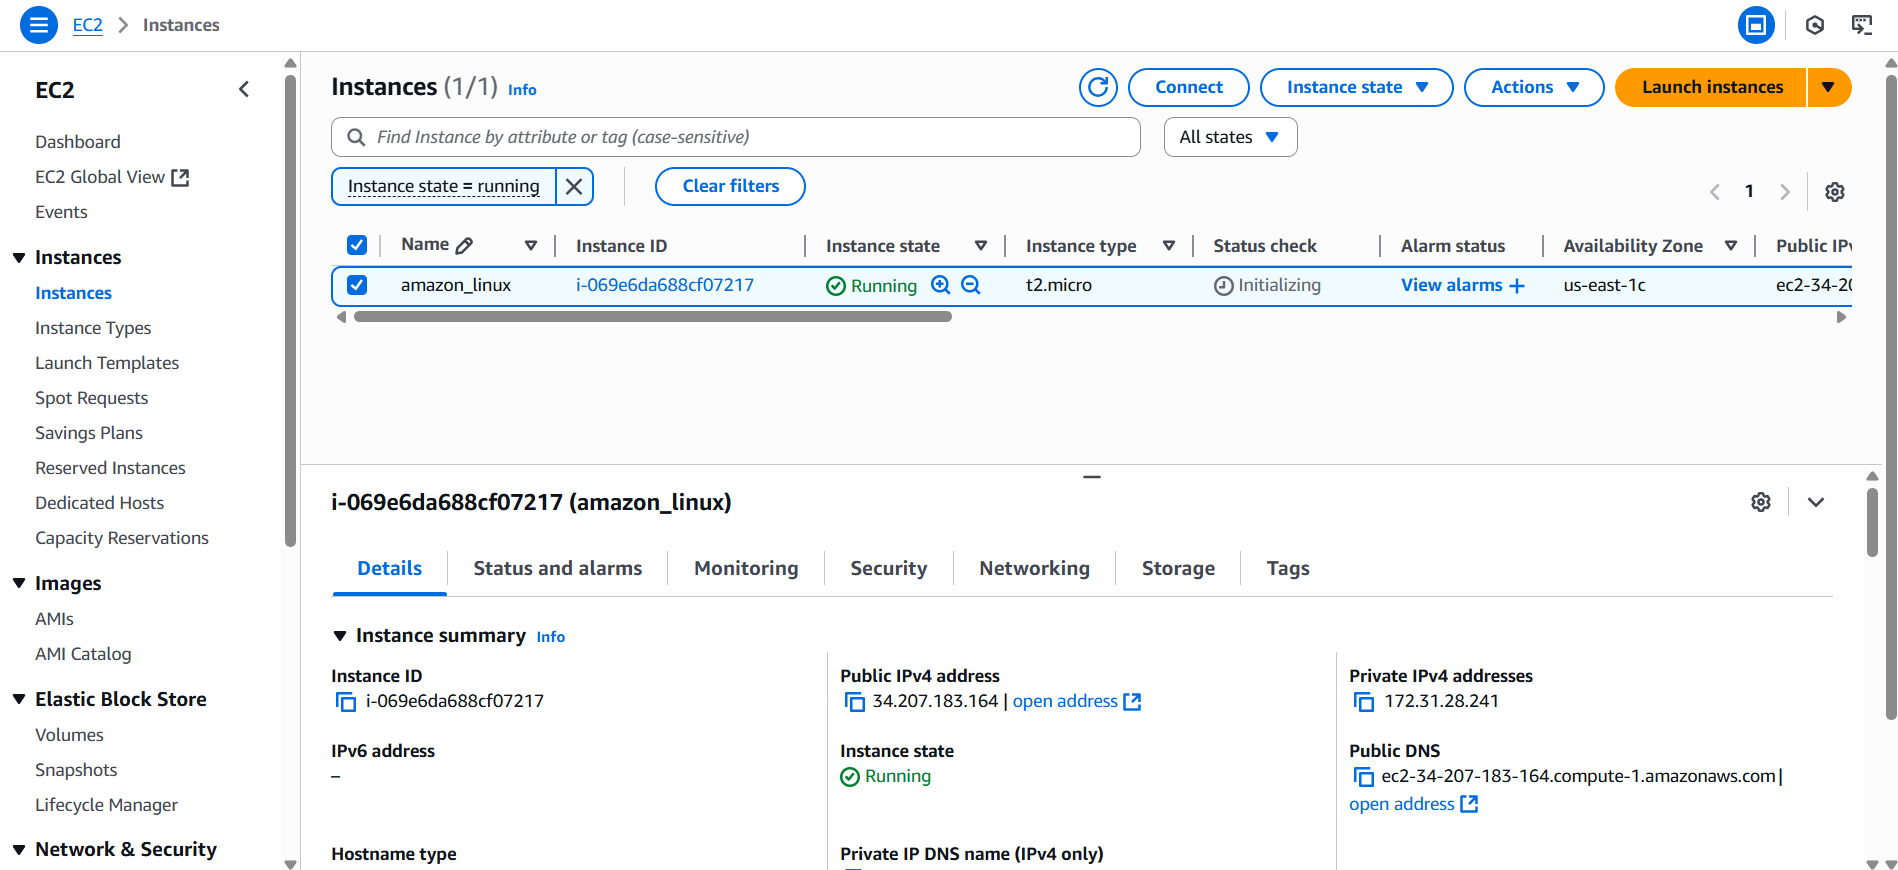 EC2 > Instances
EC2
Dashboard
EC2 Global View
Events
Instances
Instances
Instance Types
Launch Templates
Spot Requests
Savings Plans
Reserved Instances
Dedicated Hosts
Capacity Reservations
Images
AMIs
AMI Catalog
Elastic Block Store
Volumes
Snapshots
Lifecycle Manager
Network & Security
Instances (1/1) Info
Connect
Instance state
Actions
Launch instances
Find Instance by attribute or tag (case-sensitive)
All states
Instance state = running
Clear filters
1
Name Instance ID Instance state Instance type Status check Alarm status Availability Zone Public IPv
amazon_linux i-069e6da688cf07217 Running t2.micro Initializing View alarms + us-east-1c ec2-34-20
i-069e6da688cf07217 (amazon_linux)
Details Status and alarms Monitoring Security Networking Storage Tags
Instance summary Info
Instance ID
i-069e6da688cf07217
Public IPv4 address
34.207.183.164 | open address
Private IPv4 addresses
172.31.28.241
IPv6 address
–
Instance state
Running
Public DNS
ec2-34-207-183-164.compute-1.amazonaws.com |
open address
Hostname type
Private IP DNS name (IPv4 only)